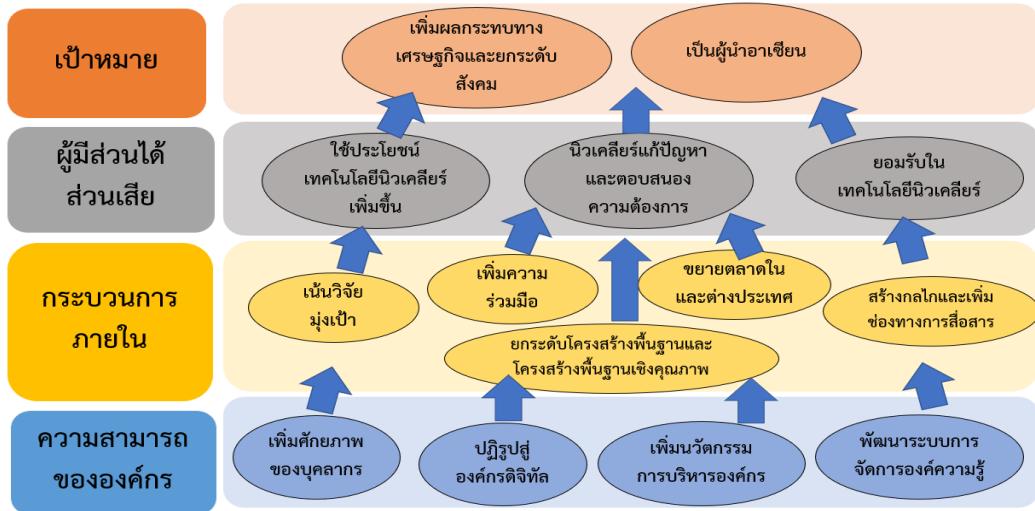 เป้าหมาย
เพิ่มผลกระทบทาง
เศรษฐกิจและยกระดับ
สังคม
เป็นผู้นำอาเซียน
ผู้มีส่วนได้
ส่วนเสีย
ใช้ประโยชน์
เทคโนโลยีนิวเคลียร์
เพิ่มขึ้น
นิวเคลียร์แก้ปัญหา
และตอบสนอง
ความต้องการ
ยอมรับใน
เทคโนโลยีนิวเคลียร์
กระบวนการ
ภายใน
เน้นวิจัย
มุ่งเป้า
เพิ่มความ
ร่วมมือ
ขยายตลาดใน
และต่างประเทศ
สร้างกลไกและเพิ่ม
ช่องทางการสื่อสาร
ยกระดับโครงสร้างพื้นฐานและ
โครงสร้างพื้นฐานเชิงคุณภาพ
ความสามารถ
ขององค์กร
เพิ่มศักยภาพ
ของบุคลากร
ปฏิรูปสู่
องค์กรดิจิทัล
เพิ่มนวัตกรรม
การบริหารองค์กร
พัฒนาระบบการ
จัดการองค์ความรู้